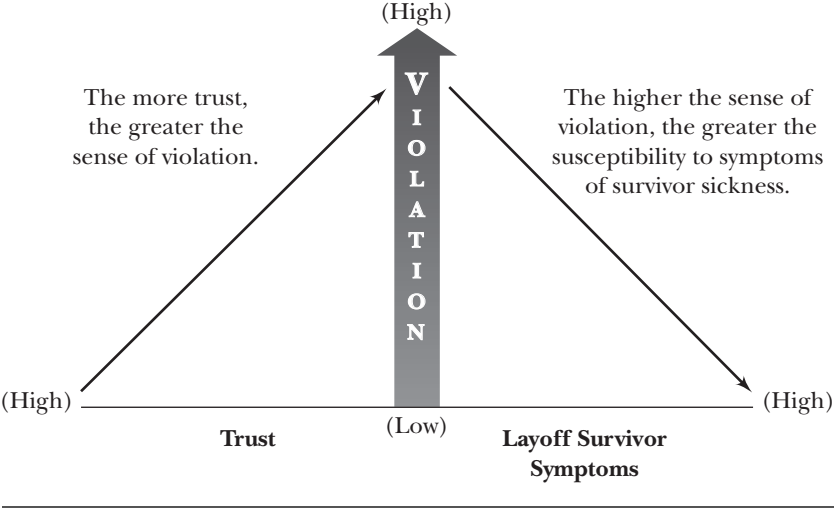 (High)
The more trust,
the greater the
sense of violation.
VIOLATION
The higher the sense of
violation, the greater the
susceptibility to symptoms
of survivor sickness.
(High)
(Low)
(High)
Trust
Layoff Survivor
Symptoms